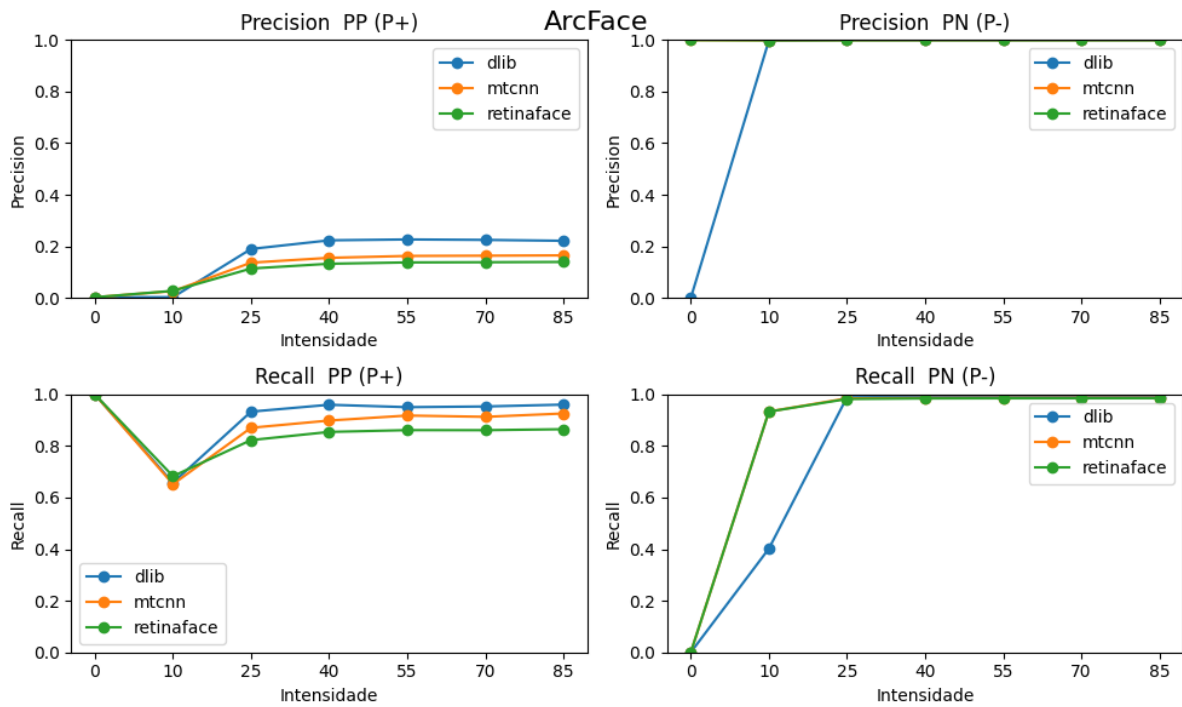 ArcFace
Precision PP (P+)
1.0
0.8
0.6
0.4
0.2
0.0
Precision
dlib
mtcnn
retinaface
0 10 25 40 55 70 85
Intensidade
Precision PN (P-)
1.0
0.8
0.6
0.4
0.2
0.0
Precision
dlib
mtcnn
retinaface
0 10 25 40 55 70 85
Intensidade
Recall PP (P+)
1.0
0.8
0.6
0.4
0.2
0.0
Recall
dlib
mtcnn
retinaface
0 10 25 40 55 70 85
Intensidade
Recall PN (P-)
1.0
0.8
0.6
0.4
0.2
0.0
Recall
dlib
mtcnn
retinaface
0 10 25 40 55 70 85
Intensidade